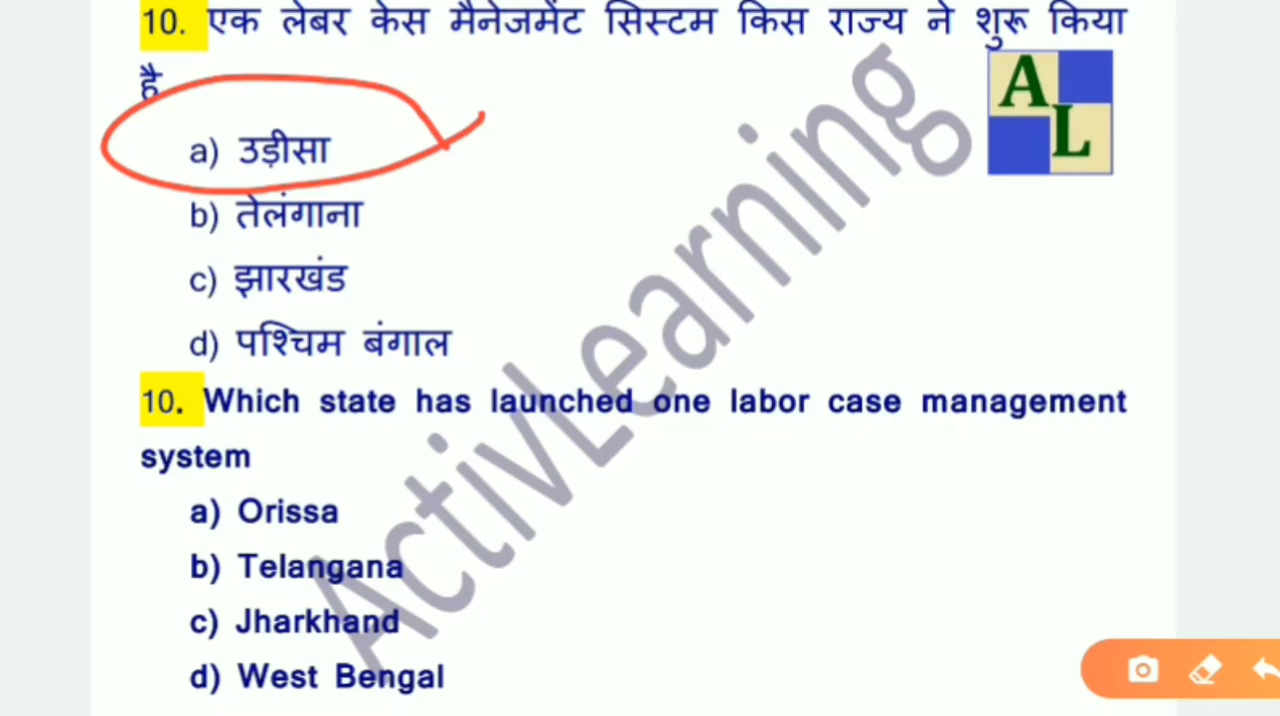 10. एक लेबर केस मैनेजमेंट सिस्टम किस राज्य ने शुरू किया
है
a) उड़ीसा
b) तेलंगाना
c) झारखंड
d) पश्चिम बंगाल
10. Which state has launched one labor case management
system
a) Orissa
b) Telangana
c) Jharkhand
d) West Bengal
AL
ActivLearning